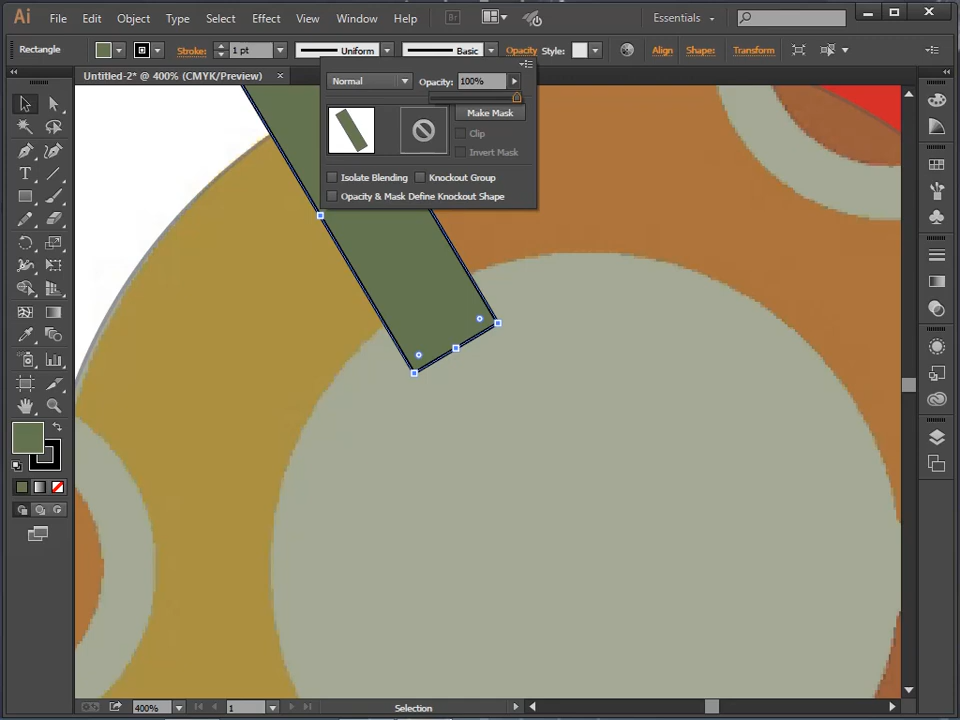 Ai File Edit Object Type Select Effect View Window Help Br Essentials
Rectangle Stroke: 1 pt Uniform Basic Opacity Style: Align Shape: Transform
Untitled-2* @ 400% (CMYK/Preview)
Normal Opacity: 100%
Make Mask
Clip
Invert Mask
Isolate Blending Knockout Group
Opacity & Mask Define Knockout Shape
T
400% 1 Selection